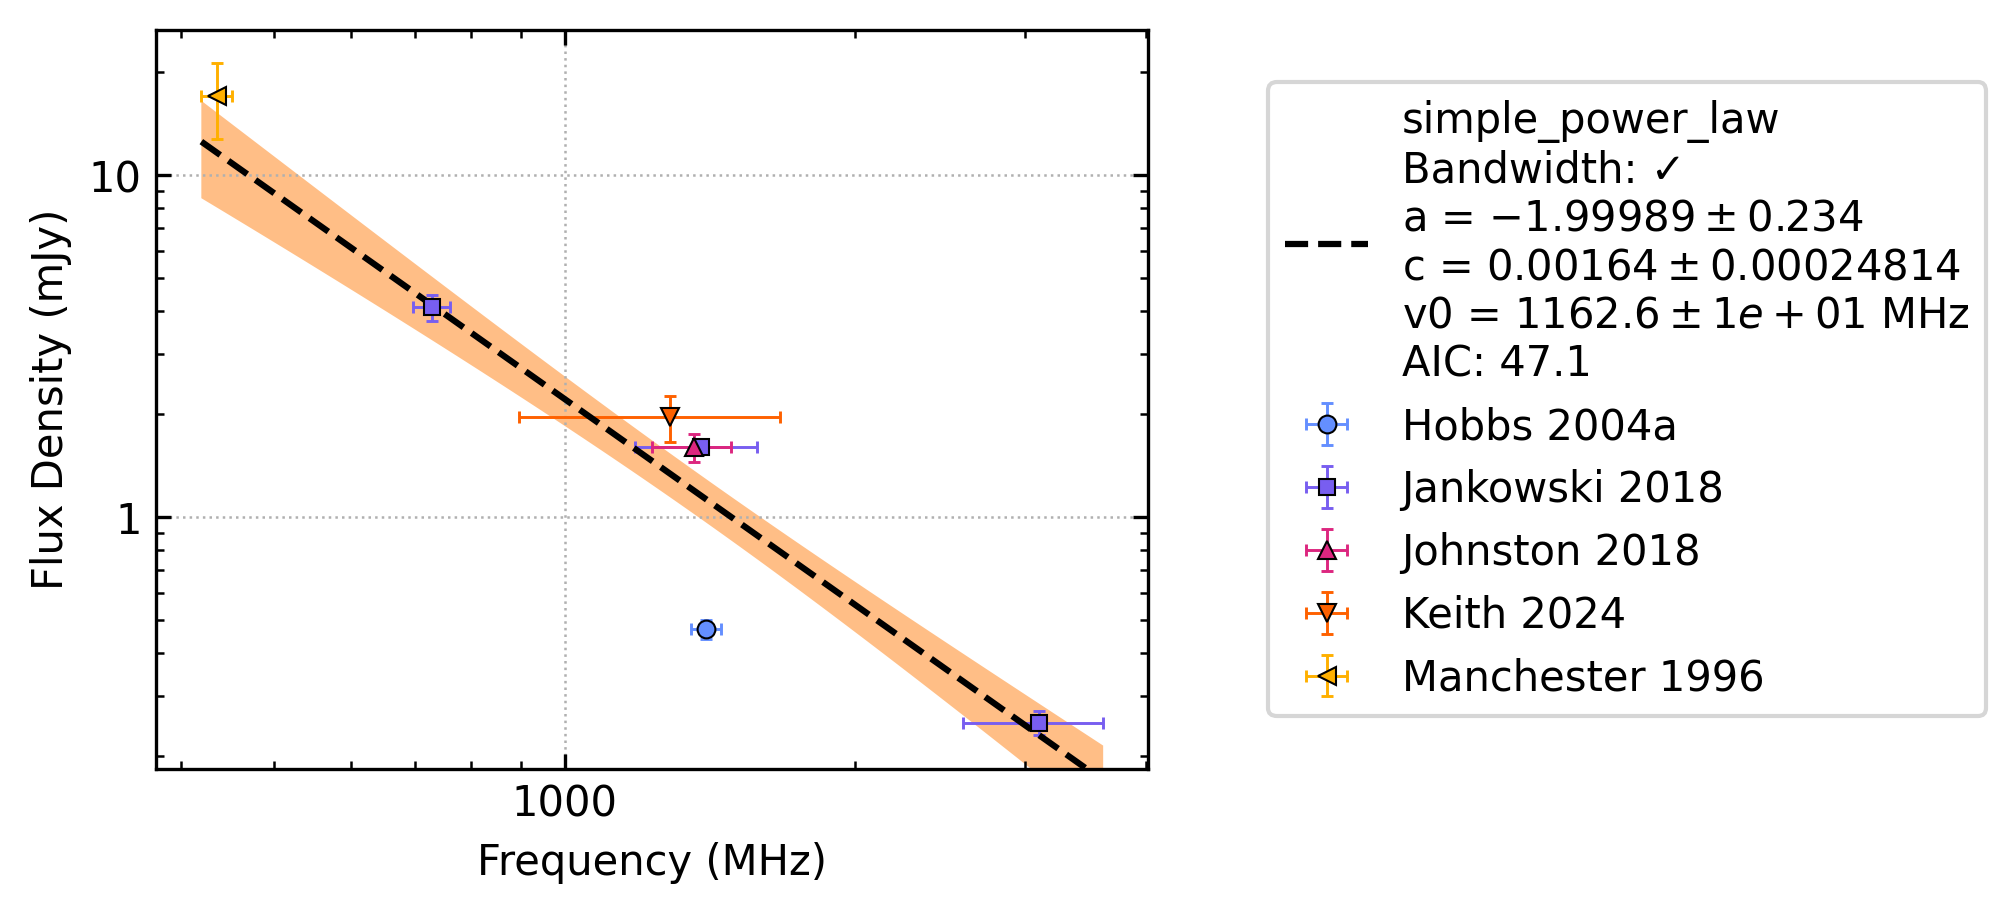 10
1
Flux Density (mJy)
1000
Frequency (MHz)
simple_power_law
Bandwidth: ✓
a = −1.99989 ± 0.234
c = 0.00164 ± 0.00024814
v0 = 1162.6 ± 1e + 01 MHz
AIC: 47.1
Hobbs 2004a
Jankowski 2018
Johnston 2018
Keith 2024
Manchester 1996